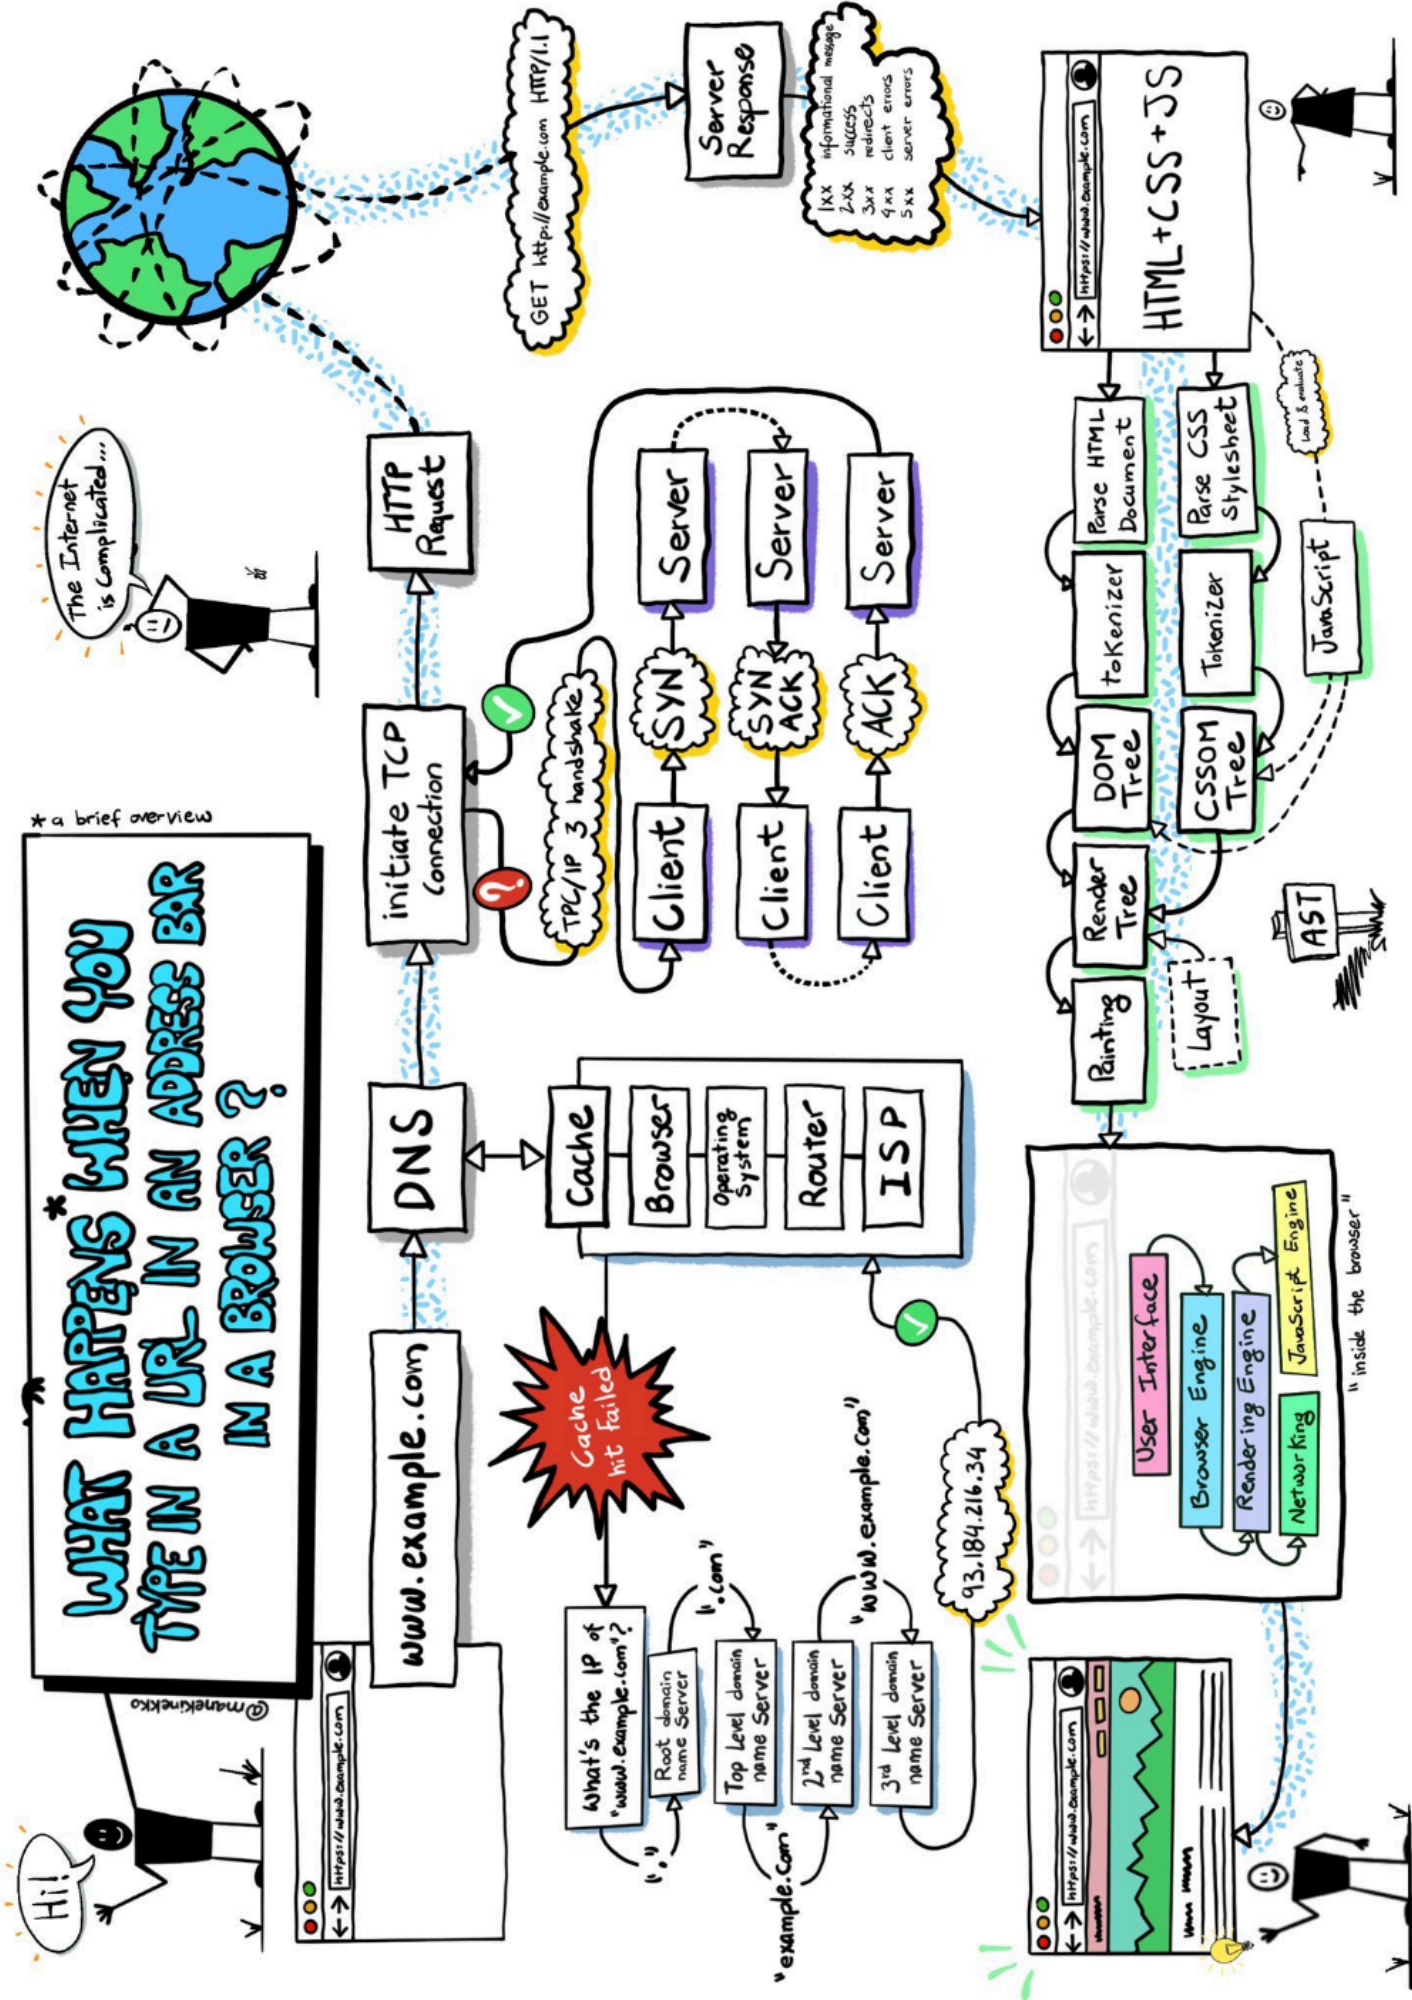 Hi!
@manekinekko
WHAT HAPPENS* WHEN YOU
TYPE IN A URL IN AN ADDRESS BAR
IN A BROWSER ?
* a brief overview
The Internet
is complicated...
https://www.example.com
www.example.com
DNS
initiate TCP
Connection
HTTP
Request
Cache
Browser
Operating
System
Router
ISP
Cache
hit Failed
What's the IP of
"www.example.com"?
"."
Root domain
name Server
".com"
Top Level domain
name Server
"example.com"
2nd Level domain
name Server
"www.example.com"
3rd Level domain
name Server
93.184.216.34
?
TPC/IP 3 handshake
Client
SYN
Server
Client
SYN
ACK
Server
Client
ACK
Server
GET http://example.com HTTP/1.1
Server
Response
1xx informational message
2xx success
3xx redirects
4xx client errors
5xx server errors
https://www.example.com
HTML+CSS+JS
Parse HTML
Document
tokenizer
DOM
Tree
Render
Tree
Painting
Parse CSS
Stylesheet
Tokenizer
CSSOM
Tree
Layout
Load & evaluate
JavaScript
AST
https://www.example.com
User Interface
Browser Engine
Rendering Engine
Networking
JavaScript Engine
"inside the browser"
https://www.example.com